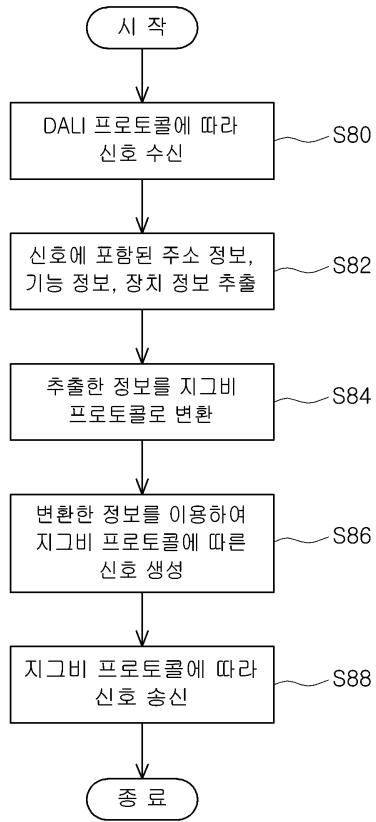 시 작
DALI 프로토콜에 따라
신호 수신
S80
신호에 포함된 주소 정보,
기능 정보, 장치 정보 추출
S82
추출한 정보를 지그비
프로토콜로 변환
S84
변환한 정보를 이용하여
지그비 프로토콜에 따른
신호 생성
S86
지그비 프로토콜에 따라
신호 송신
S88
종 료